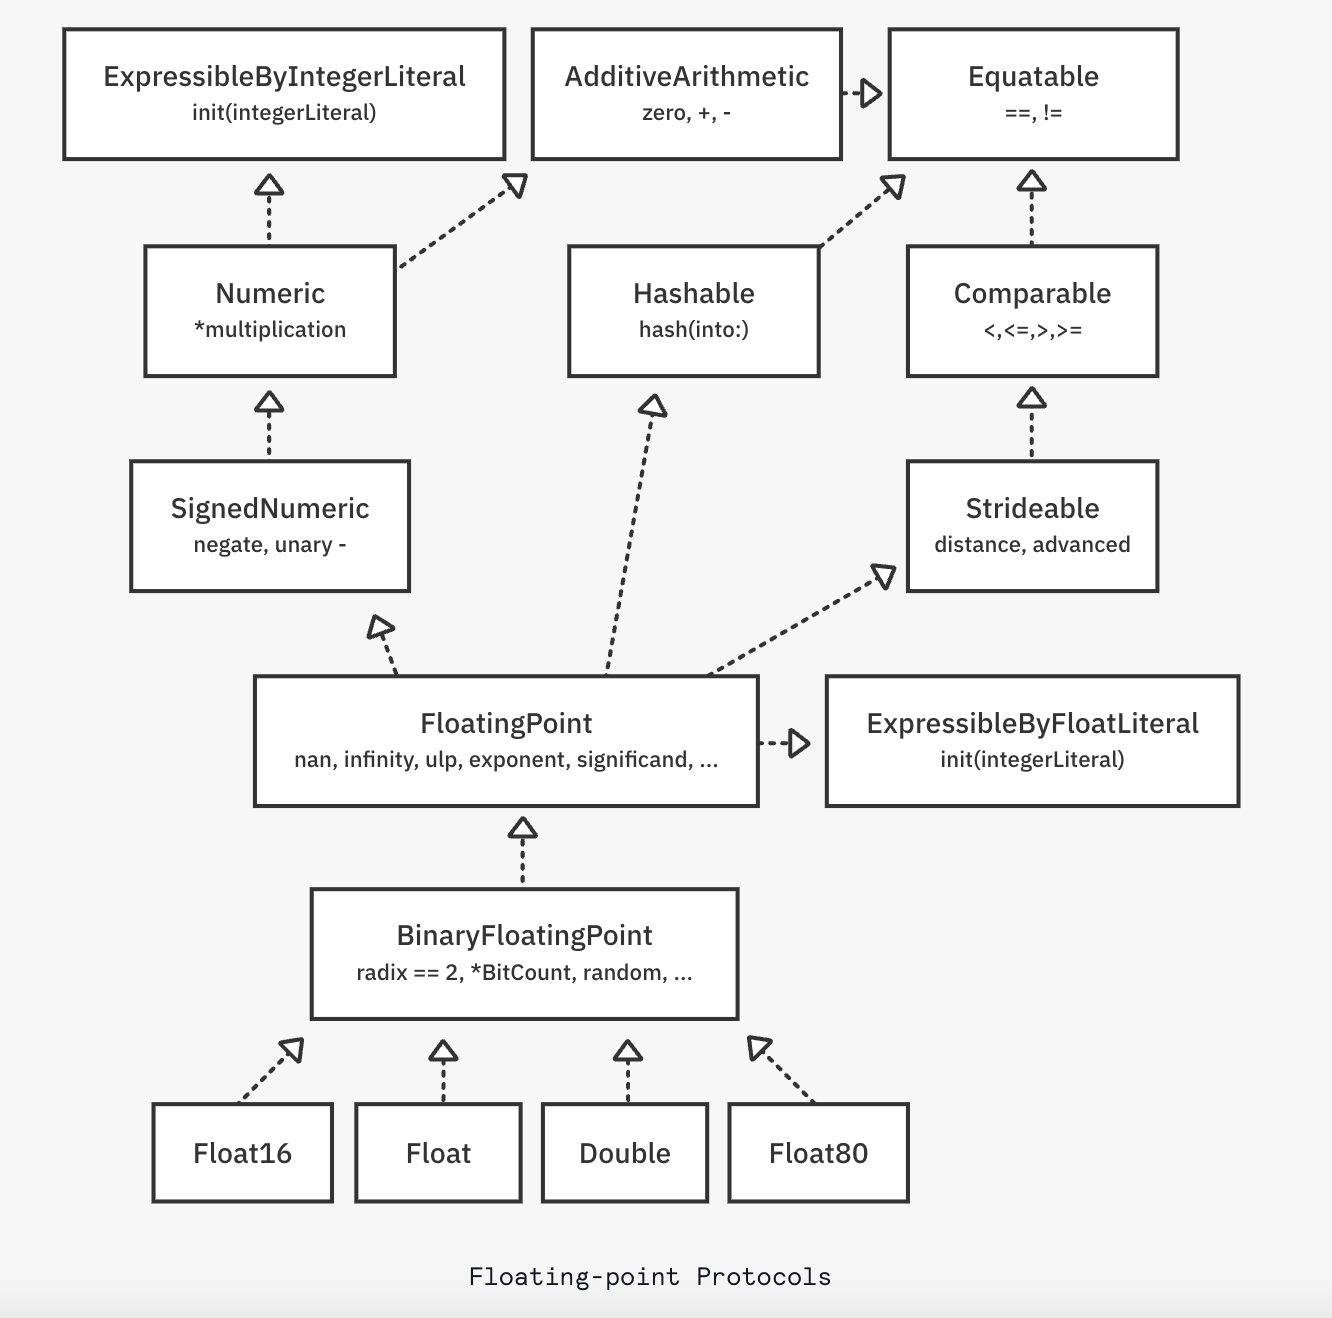 ExpressibleByIntegerLiteral
init(integerLiteral)
AdditiveArithmetic
zero, +, -
Equatable
==, !=
Numeric
*multiplication
Hashable
hash(into:)
Comparable
<,<=,>,>=
SignedNumeric
negate, unary -
Strideable
distance, advanced
FloatingPoint
nan, infinity, ulp, exponent, significand, ...
ExpressibleByFloatLiteral
init(integerLiteral)
BinaryFloatingPoint
radix == 2, *BitCount, random, ...
Float16
Float
Double
Float80
Floating-point Protocols